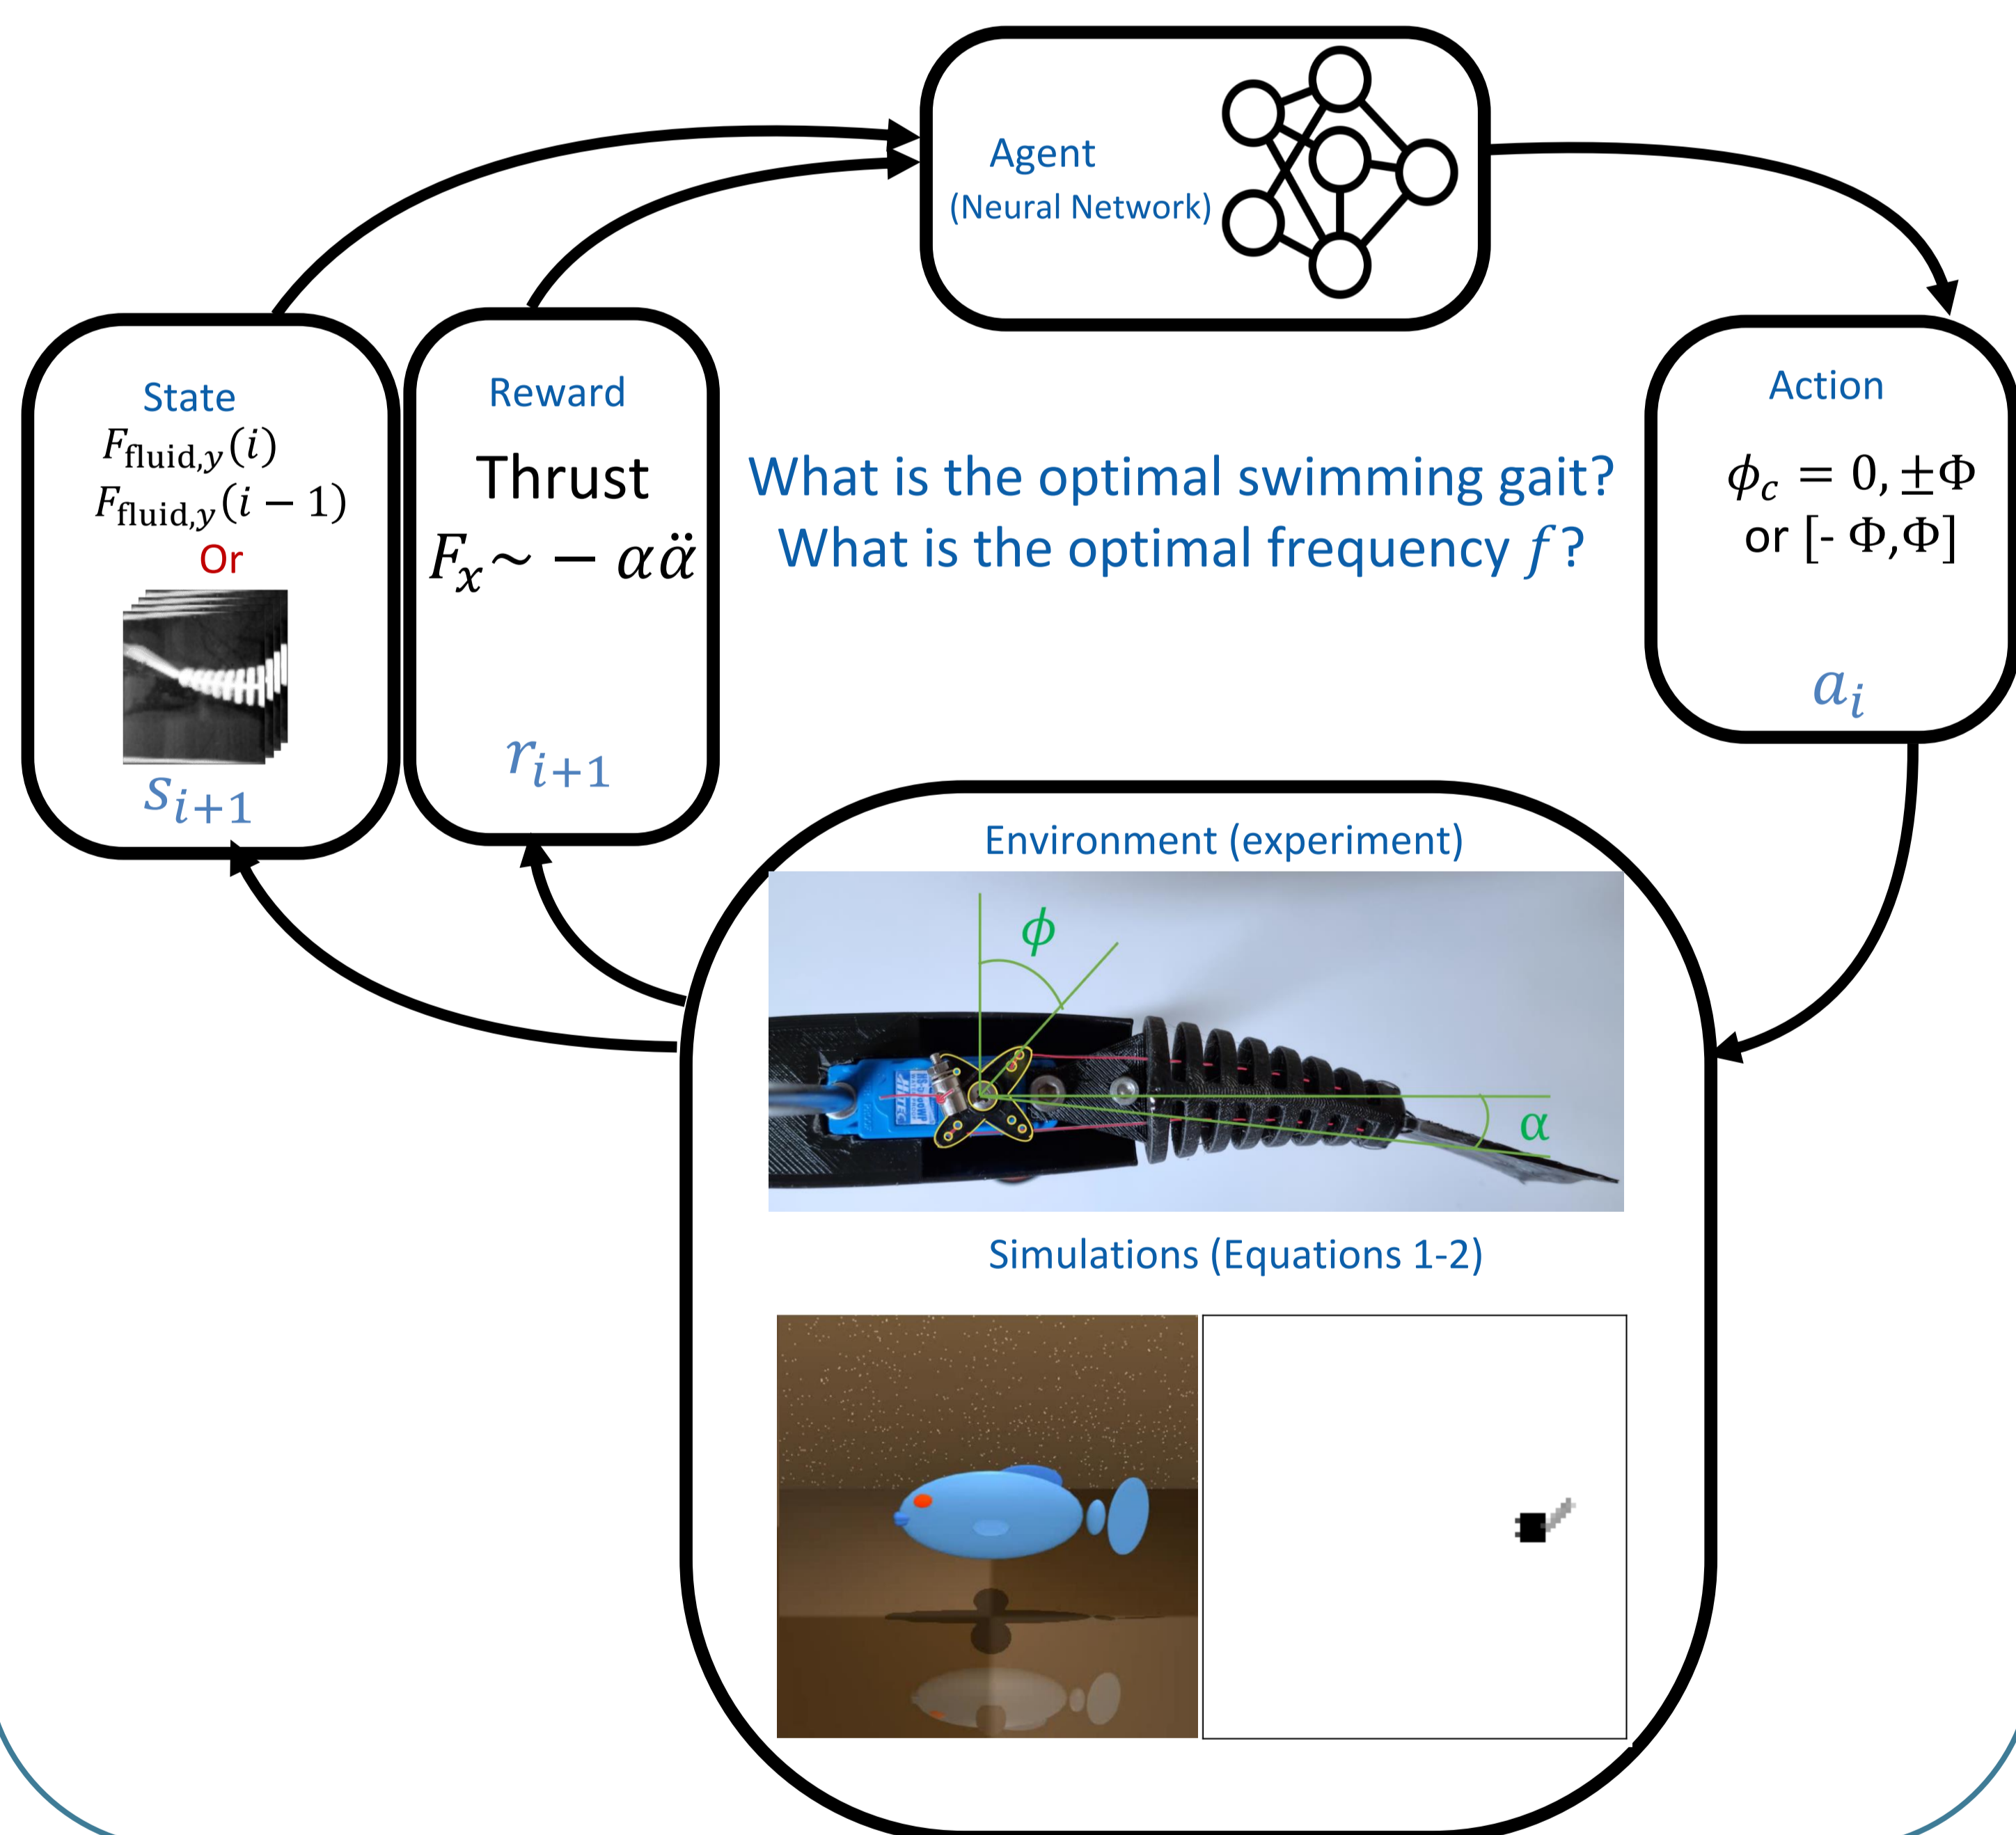 Agent
(Neural Network)
State
F_fluid,y(i)
F_fluid,y(i − 1)
Or
s_i+1
Reward
Thrust
F_x ~ − αα̈
r_i+1
What is the optimal swimming gait?
What is the optimal frequency f?
Action
ϕ_c = 0, ±Φ
or [- Φ,Φ]
a_i
Environment (experiment)
ϕ
α
Simulations (Equations 1-2)